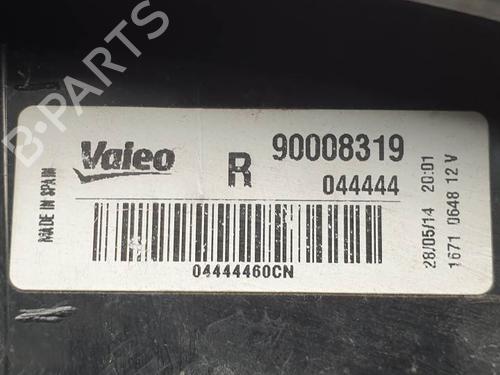 B-PARTS
MADE IN SPAIN
Valeo
R
90008319
044444
04444460CN
28/05/14 20:01
1671 0648 12 V